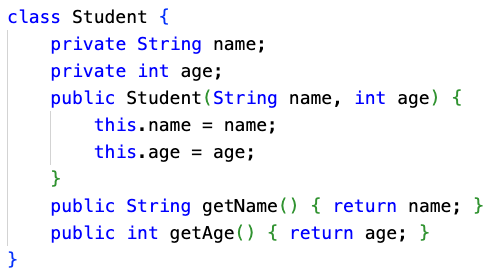 class Student {
    private String name;
    private int age;
    public Student(String name, int age) {
        this.name = name;
        this.age = age;
    }
    public String getName() { return name; }
    public int getAge() { return age; }
}